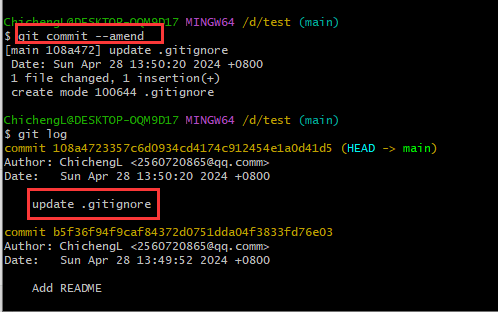 ChichengL@DESKTOP-OQM9D17 MINGW64 /d/test (main)
$ git commit --amend
[main 108a472] update .gitignore
Date: Sun Apr 28 13:50:20 2024 +0800
1 file changed, 1 insertion(+)
create mode 100644 .gitignore
ChichengL@DESKTOP-OQM9D17 MINGW64 /d/test (main)
$ git log
commit 108a4723357c6d0934cd4174c912454e1a0d41d5 (HEAD -> main)
Author: ChichengL <2560720865@qq.comm>
Date:   Sun Apr 28 13:50:20 2024 +0800
update .gitignore
commit b5f36f94f9caf84372d0751dda04f3833fd76e03
Author: ChichengL <2560720865@qq.comm>
Date:   Sun Apr 28 13:49:52 2024 +0800
Add README